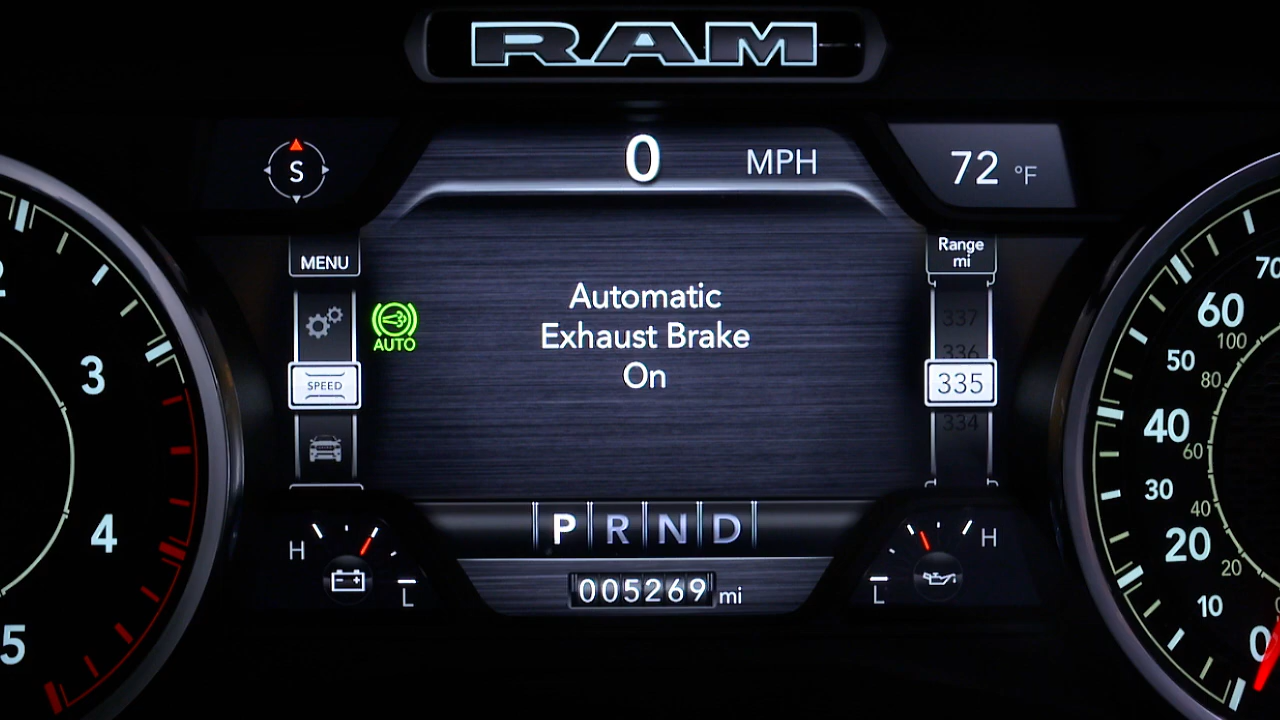 RAM
S
0 MPH
72 °F
MENU
Range
mi
337
336
335
334
SPEED
AUTO
Automatic
Exhaust Brake
On
P R N D
H
L
005269 mi
H
L
2
3
4
5
70
60
100
50
80
40
60
30
40
20
20
10
0